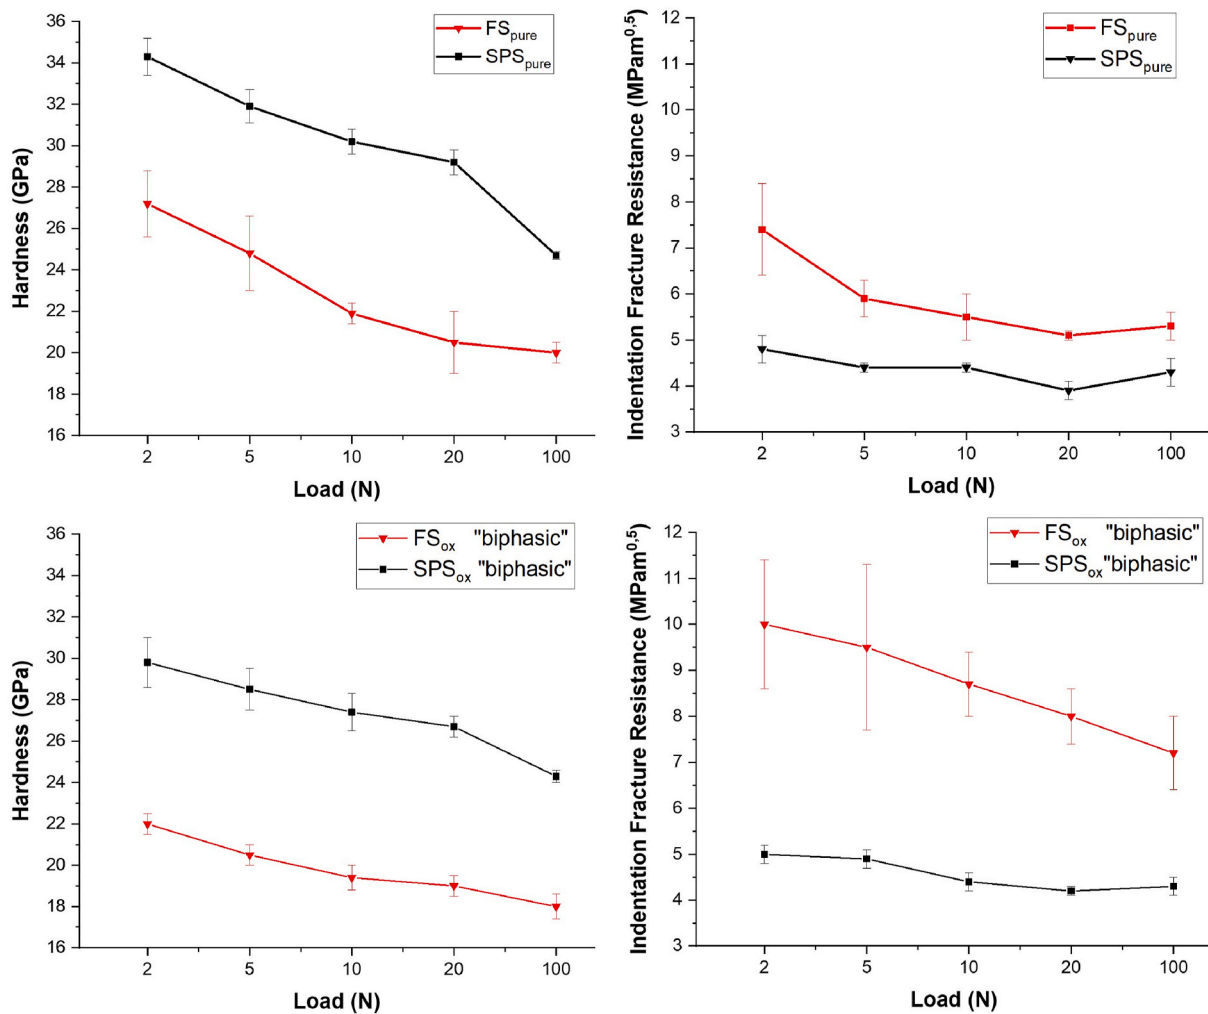 Hardness (GPa)
36
34
32
30
28
26
24
22
20
18
16
2 5 10 20 100
Load (N)
FSpure
SPSpure
Indentation Fracture Resistance (MPam0,5)
12
11
10
9
8
7
6
5
4
3
2 5 10 20 100
Load (N)
FSpure
SPSpure
Hardness (GPa)
36
34
32
30
28
26
24
22
20
18
16
2 5 10 20 100
Load (N)
FSox "biphasic"
SPSox "biphasic"
Indentation Fracture Resistance (MPam0,5)
12
11
10
9
8
7
6
5
4
3
2 5 10 20 100
Load (N)
FSox "biphasic"
SPSox "biphasic"